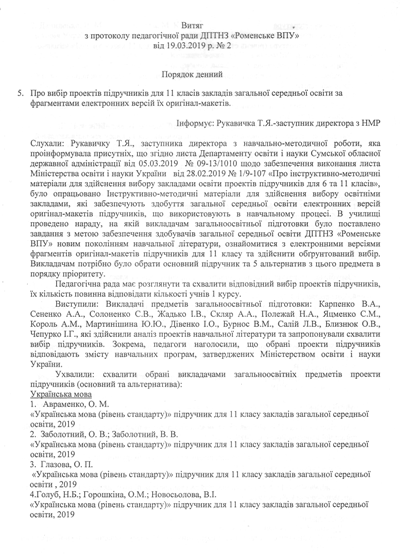 Витяг
з протоколу педагогічної ради ДПТНЗ «Роменське ВПУ»
від 19.03.2019 р. № 2
Порядок денний
5. Про вибір проектів підручників для 11 класів закладів загальної середньої освіти за
фрагментами електронних версій їх оригінал-макетів.
Інформує: Рукавичка Т.Я.-заступник директора з НМР
Слухали: Рукавичку Т.Я., заступника директора з навчально-методичної роботи, яка
проінформувала присутніх, що згідно листа Департаменту освіти і науки Сумської обласної
державної адміністрації від 05.03.2019 № 09-13/1010 щодо забезпечення виконання листа
Міністерства освіти і науки України від 28.02.2019 № 1/9-107 «Про інструктивно-методичні
матеріали для здійснення вибору закладами освіти проектів підручників для 6 та 11 класів»,
було опрацьовано Інструктивно-методичні матеріали для здійснення вибору освітніми
закладами, які забезпечують здобуття загальної середньої освіти електронних версій
оригінал-макетів підручників, що використовують в навчальному процесі. В училищі
проведено нараду, на якій викладачам загальноосвітньої підготовки було поставлено
завдання з метою забезпечення здобувачів загальної середньої освіти ДПТНЗ «Роменське
ВПУ» новим поколінням навчальної літератури, ознайомитися з електронними версіями
фрагментів оригінал-макетів підручників для 11 класу та здійснити обґрунтований вибір.
Викладачам потрібно було обрати основний підручник та 5 альтернатив з цього предмета в
порядку пріоритету.
Педагогічна рада має розглянути та схвалити відповідний вибір проектів підручників,
їх кількість повинна відповідати кількості учнів 1 курсу.
Виступили: Викладачі предметів загальноосвітньої підготовки: Карпенко В.А.,
Сененко А.А., Солоненко С.В., Жадько І.В., Скляр А.А., Полежай Н.А., Яценко С.М.,
Король А.М., Мартинішина Ю.Ю., Дівенко І.О., Бурнос В.М., Салій Л.В., Близнюк О.В.,
Чепурко І.Г., які здійснили аналіз проектів навчальної літератури та запропонували схвалити
вибір підручників. Зокрема, педагоги наголосили, що обрані проекти підручників
відповідають змісту навчальних програм, затверджених Міністерством освіти і науки
України.
Ухвалили: схвалити обрані викладачами загальноосвітніх предметів проекти
підручників (основний та альтернатива):
Українська мова
1. Авраменко, О. М.
«Українська мова (рівень стандарту)» підручник для 11 класу закладів загальної середньої
освіти, 2019
2. Заболотний, О. В.; Заболотний, В. В.
«Українська мова (рівень стандарту)» підручник для 11 класу закладів загальної середньої
освіти, 2019
3. Глазова, О. П.
«Українська мова (рівень стандарту)» підручник для 11 класу закладів загальної середньої
освіти , 2019
4.Голуб, Н.Б.; Горошкіна, О.М.; Новосьолова, В.І.
«Українська мова (рівень стандарту)» підручник для 11 класу закладів загальної середньої
освіти, 2019